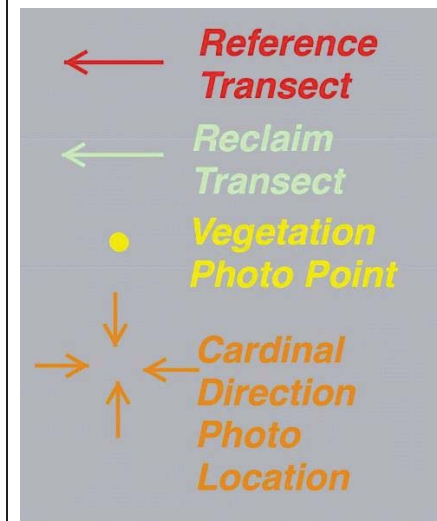 Reference
Transect
Reclaim
Transect
Vegetation
Photo Point
Cardinal
Direction
Photo
Location